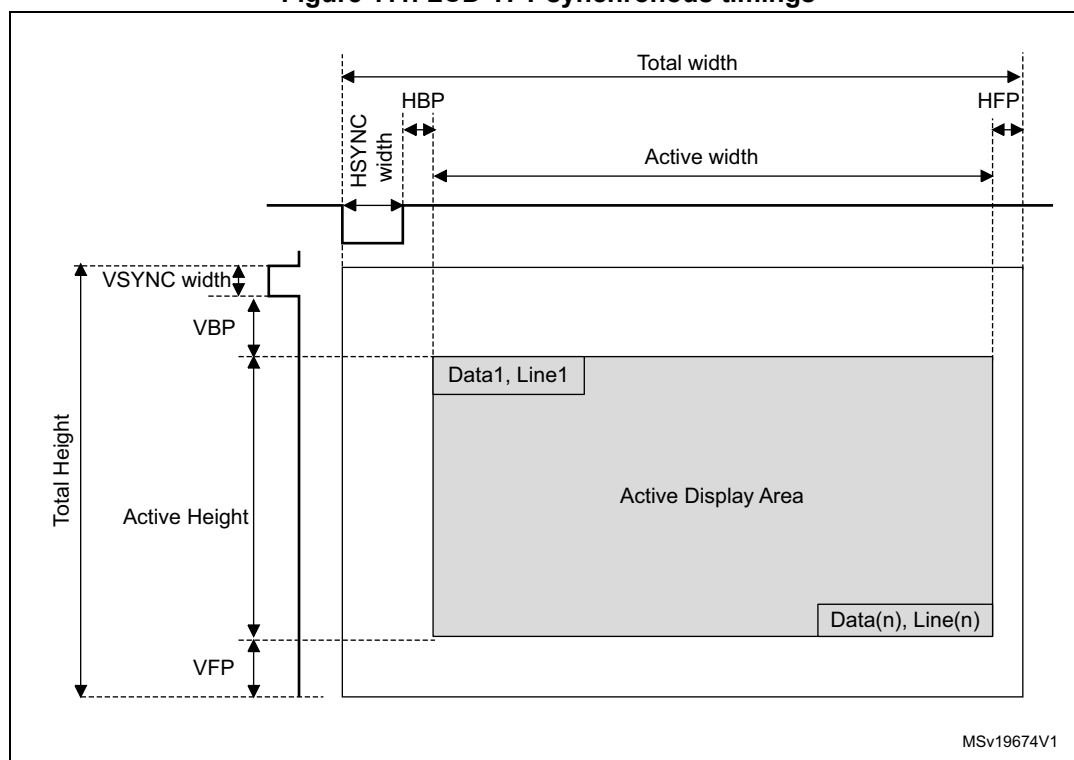 Figure LCD-TFT synchronous timings
Total width
HBP
HFP
HSYNC
width
Active width
VSYNC width
VBP
Data1, Line1
Total Height
Active Height
Active Display Area
Data(n), Line(n)
VFP
MSv19674V1